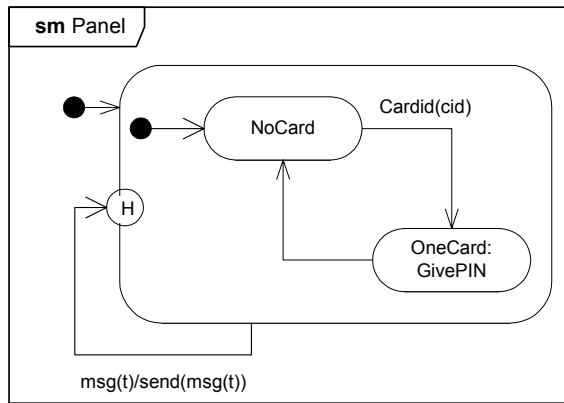 sm Panel
Cardid(cid)
NoCard
H
OneCard:
GivePIN
msg(t)/send(msg(t))